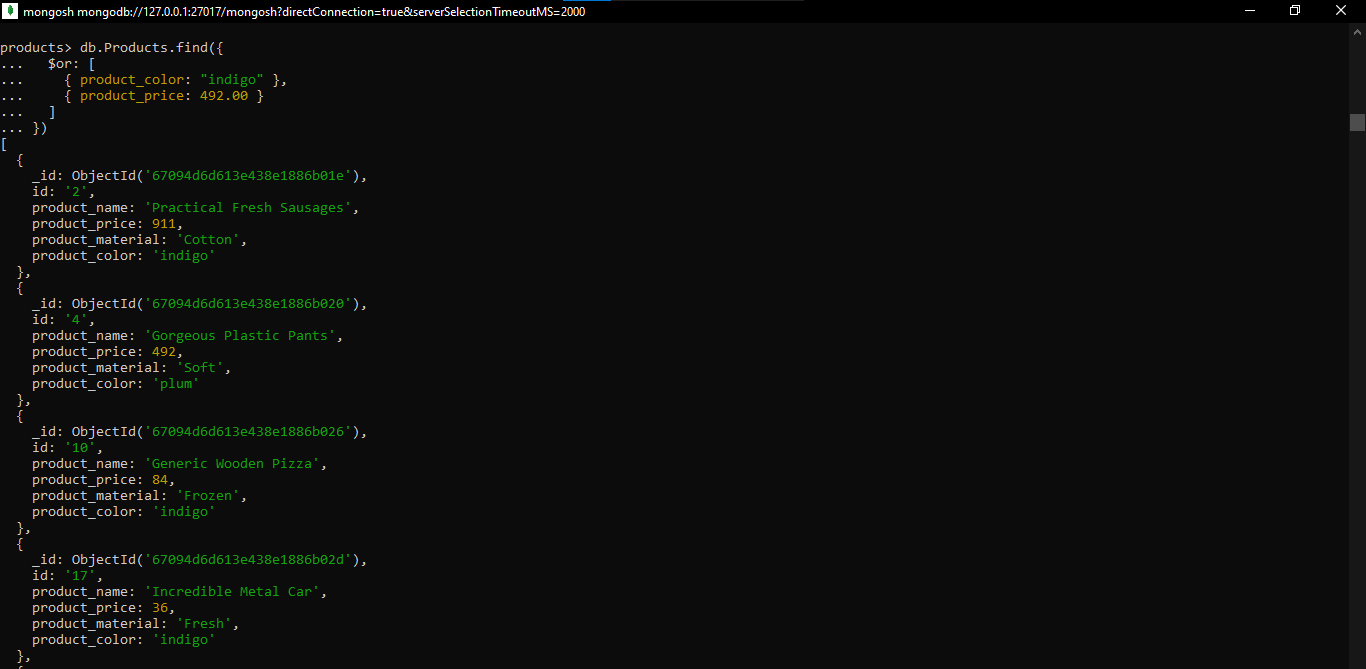 mongosh mongodb://127.0.0.1:27017/mongosh?directConnection=true&serverSelectionTimeoutMS=2000
products> db.Products.find({
...   $or: [
...     { product_color: "indigo" },
...     { product_price: 492.00 }
...   ]
... })
[
  {
    _id: ObjectId('67094d6d613e438e1886b01e'),
    id: '2',
    product_name: 'Practical Fresh Sausages',
    product_price: 911,
    product_material: 'Cotton',
    product_color: 'indigo'
  },
  {
    _id: ObjectId('67094d6d613e438e1886b020'),
    id: '4',
    product_name: 'Gorgeous Plastic Pants',
    product_price: 492,
    product_material: 'Soft',
    product_color: 'plum'
  },
  {
    _id: ObjectId('67094d6d613e438e1886b026'),
    id: '10',
    product_name: 'Generic Wooden Pizza',
    product_price: 84,
    product_material: 'Frozen',
    product_color: 'indigo'
  },
  {
    _id: ObjectId('67094d6d613e438e1886b02d'),
    id: '17',
    product_name: 'Incredible Metal Car',
    product_price: 36,
    product_material: 'Fresh',
    product_color: 'indigo'
  },
  {